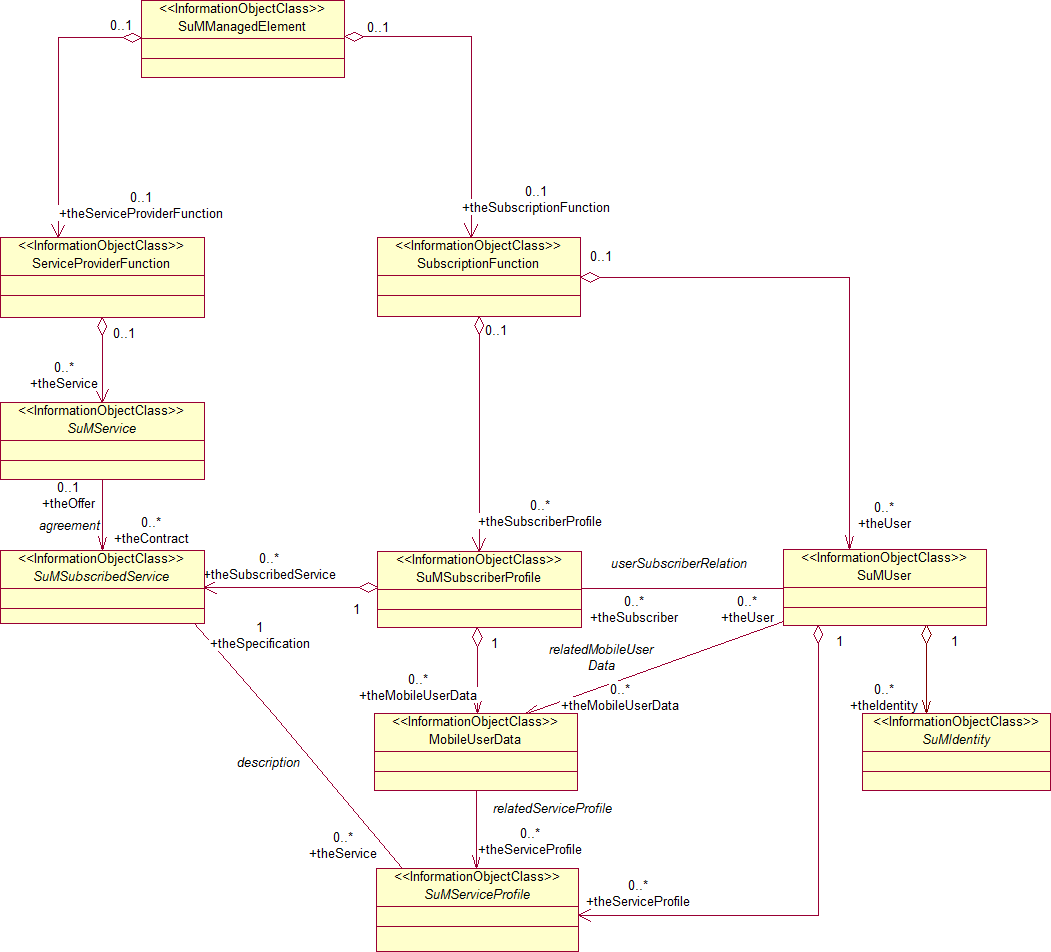 <<InformationObjectClass>>
SuMManagedElement
0..1
0..1
0..1
+theServiceProviderFunction
0..1
+theSubscriptionFunction
<<InformationObjectClass>>
ServiceProviderFunction
<<InformationObjectClass>>
SubscriptionFunction
0..1
0..1
0..1
0..*
+theService
<<InformationObjectClass>>
SuMService
0..1
+theOffer
agreement
0..*
+theContract
0..*
+theSubscriberProfile
0..*
+theUser
<<InformationObjectClass>>
SuMSubscribedService
0..*
+theSubscribedService
1
<<InformationObjectClass>>
SuMSubscriberProfile
userSubscriberRelation
0..*
+theSubscriber
0..*
+theUser
<<InformationObjectClass>>
SuMUser
1
+theSpecification
1
relatedMobileUser
Data
1
1
0..*
+theMobileUserData
0..*
+theMobileUserData
0..*
+theIdentity
<<InformationObjectClass>>
MobileUserData
<<InformationObjectClass>>
SuMIdentity
description
relatedServiceProfile
0..*
+theService
0..*
+theServiceProfile
<<InformationObjectClass>>
SuMServiceProfile
0..*
+theServiceProfile